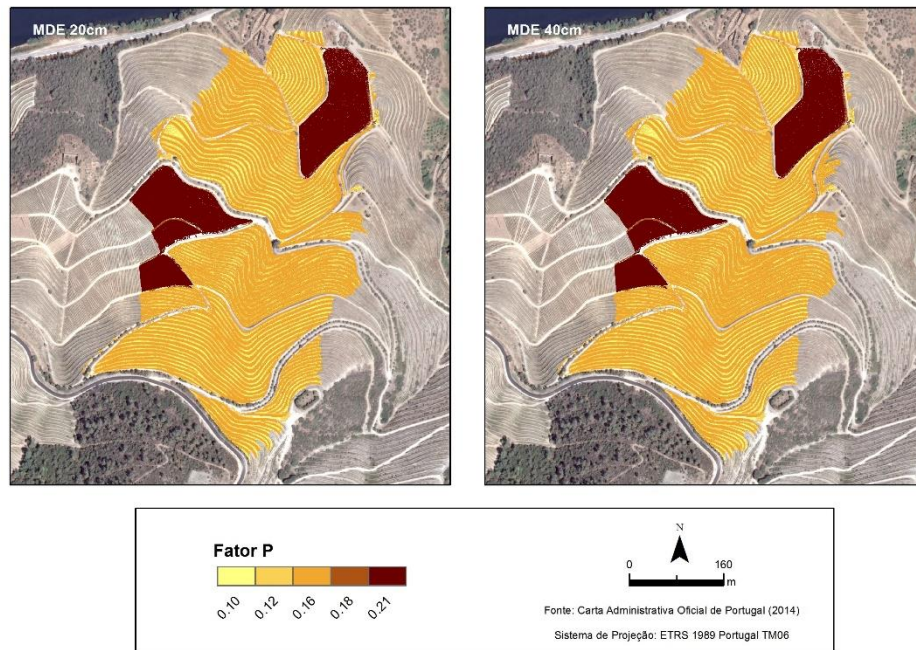 MDE 20cm
MDE 40cm
Fator P
0.10 0.12 0.16 0.18 0.21
N
0 160
m
Fonte: Carta Administrativa Oficial de Portugal (2014)
Sistema de Projeção: ETRS 1989 Portugal TM06